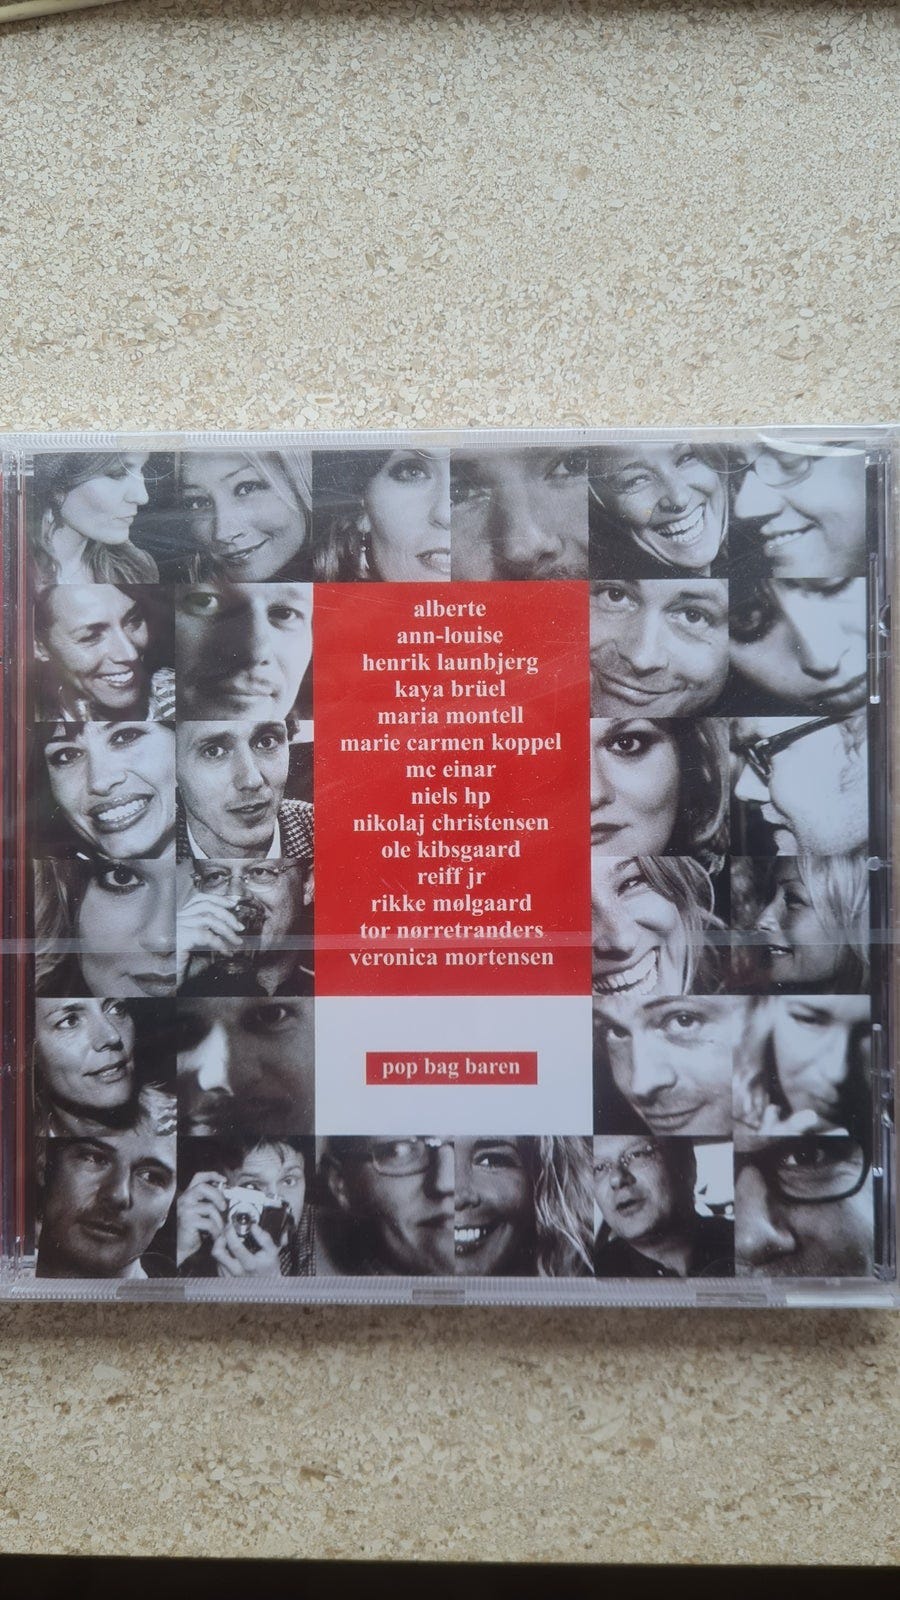 alberte
ann-louise
henrik launbjerg
kaya brüel
maria montell
marie carmen koppel
mc einar
niels hp
nikolaj christensen
ole kibsgaard
reiff jr
rikke mølgaard
tor nørretranders
veronica mortensen
pop bag baren